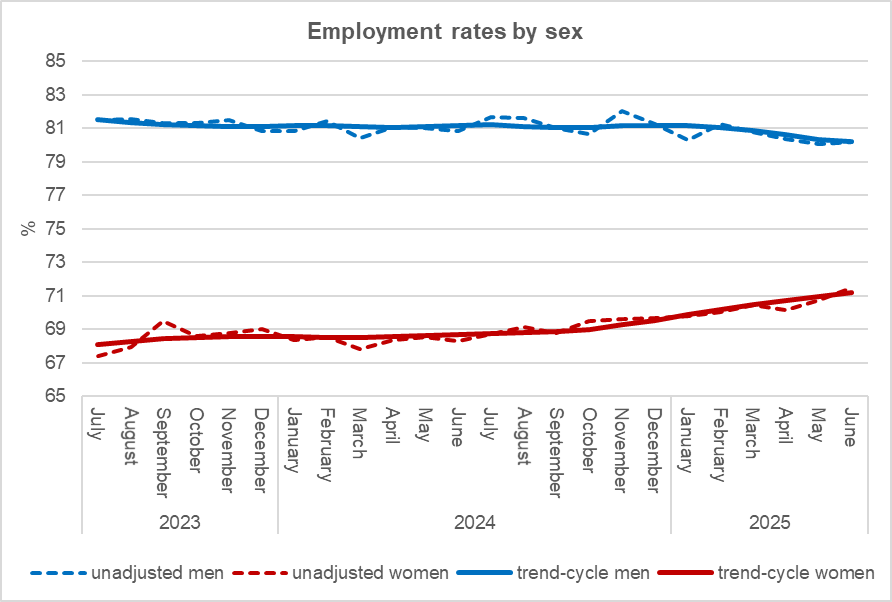 Employment rates by sex
85
83
81
79
77
75
73
71
69
67
65
%
July
August
September
October
November
December
January
February
March
April
May
June
July
August
September
October
November
December
January
February
March
April
May
June
2023
2024
2025
unadjusted men
unadjusted women
trend-cycle men
trend-cycle women